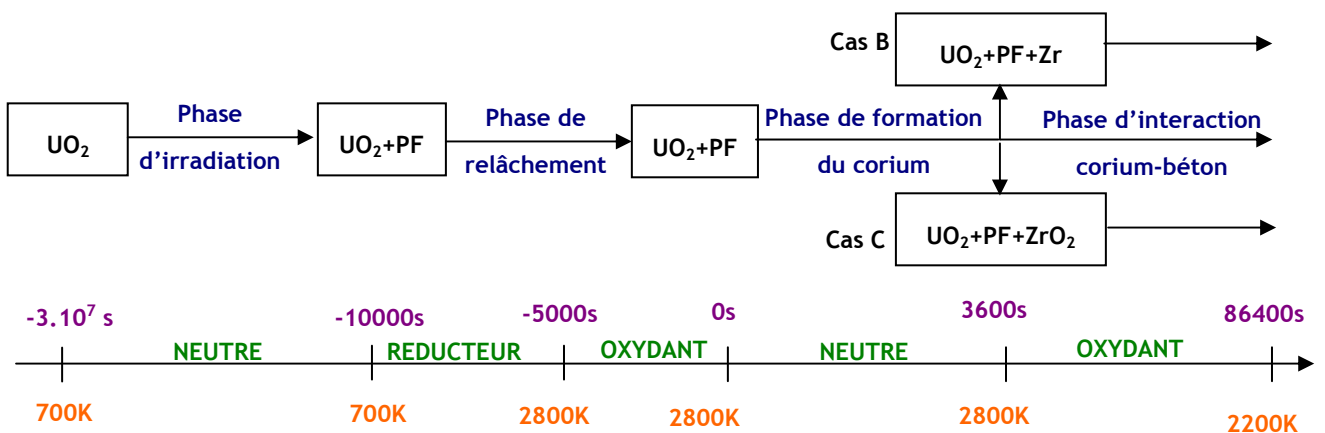 Cas B
UO₂+PF+Zr
UO₂
Phase
d’irradiation
UO₂+PF
Phase de
relâchement
UO₂+PF
Phase de formation
du corium
Phase d’interaction
corium-béton
Cas C
UO₂+PF+ZrO₂
-3.10⁷ s
-10000s
-5000s
0s
3600s
86400s
NEUTRE
REDUCTEUR
OXYDANT
NEUTRE
OXYDANT
700K
700K
2800K
2800K
2800K
2200K